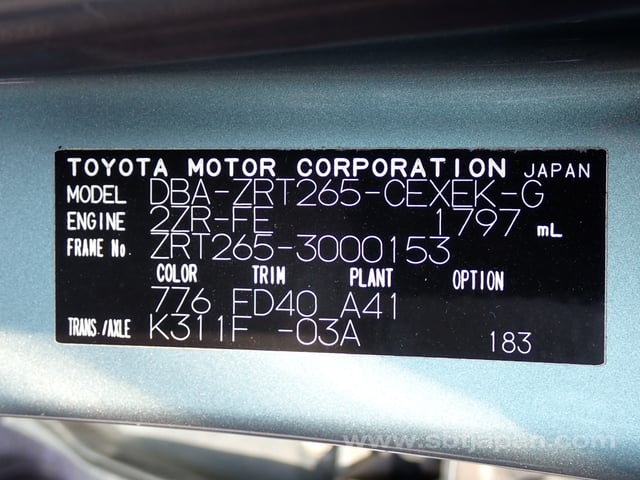 TOYOTA MOTOR CORPORATION JAPAN
MODEL DBA-ZRT265-CEXEK-G
ENGINE 2ZR-FE 1797 mL
FRAME No. ZRT265-3000153
COLOR TRIM PLANT OPTION
776 FD40 A41
TRANS./AXLE K311F -03A 183
www.sbtjapan.com